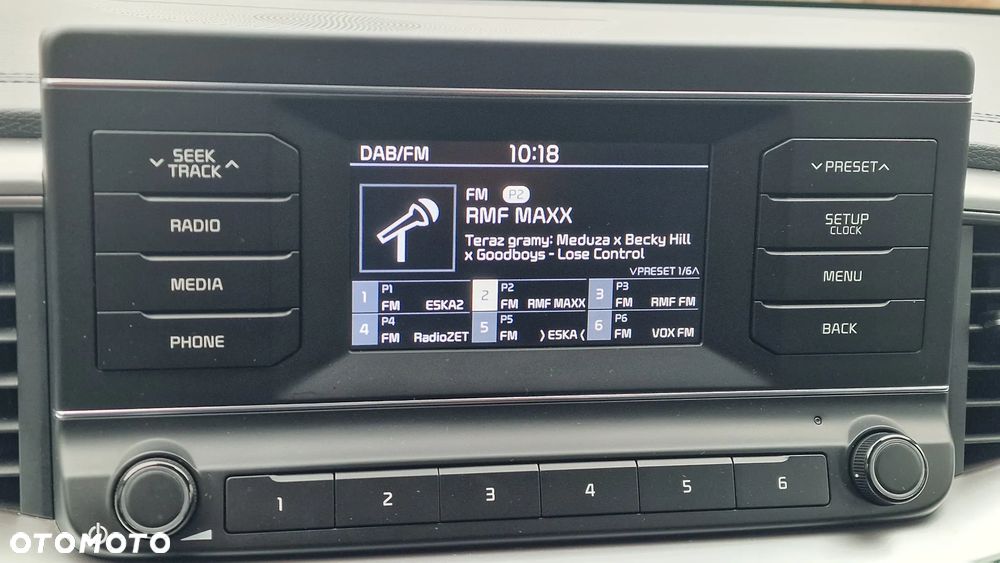 SEEK
TRACK
RADIO
MEDIA
PHONE
DAB/FM 10:18
FM P2
RMF MAXX
Teraz gramy: Meduza x Becky Hill
x Goodboys - Lose Control
PRESET 1/6
1 P1 FM ESKA2
2 P2 FM RMF MAXX
3 P3 FM RMF FM
4 P4 FM RadioZET
5 P5 FM )ESKA(
6 P6 FM VOX FM
PRESET
SETUP
CLOCK
MENU
BACK
1 2 3 4 5 6
OTOMOTO